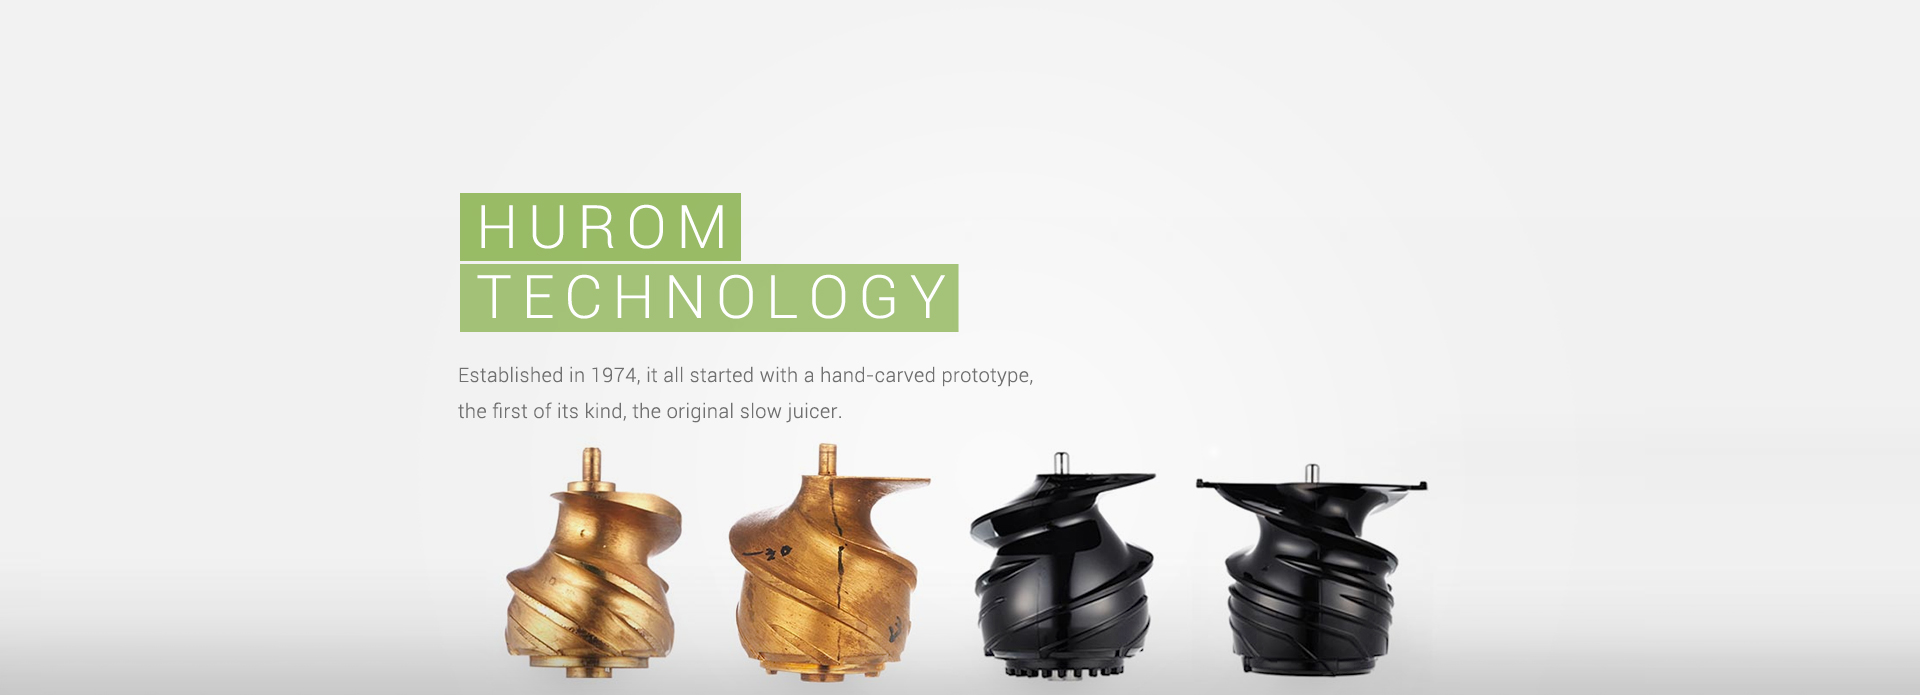 HUROM
TECHNOLOGY
Established in 1974, it all started with a hand-carved prototype,
the first of its kind, the original slow juicer.